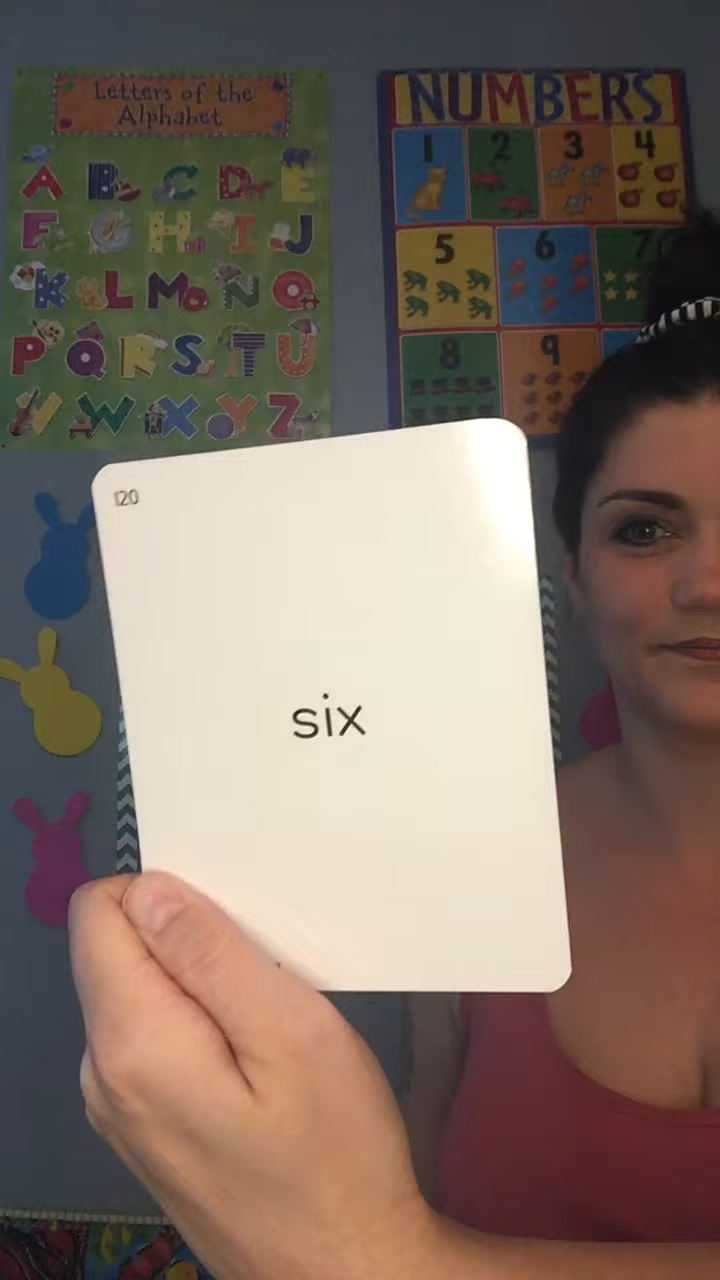 Letters of the
Alphabet
A B C D E
F G H I J
K L M N O
P Q R S T U
V W X Y Z
NUMBERS
1 2 3 4
5 6 7
8 9
120
six